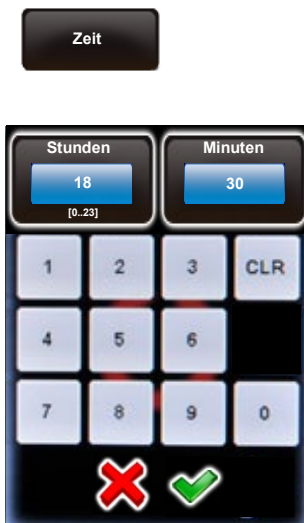 Zeit
Stunden Minuten
18 30
[0..23]
1 2 3 CLR
4 5 6
7 8 9 0